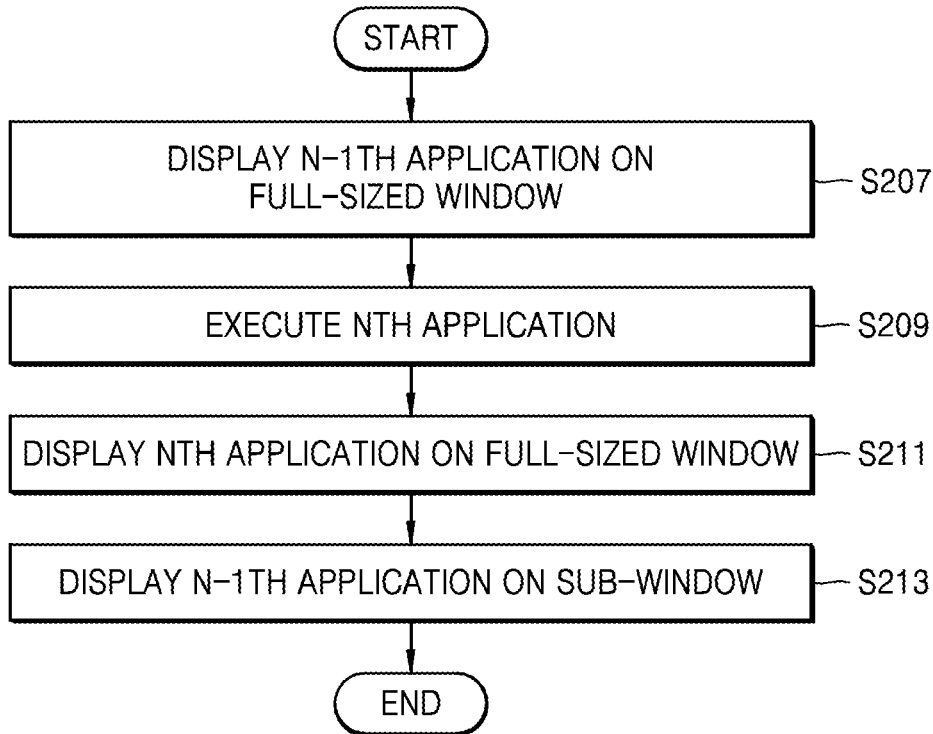 START
DISPLAY N-1TH APPLICATION ON
FULL-SIZED WINDOW
S207
EXECUTE NTH APPLICATION
S209
DISPLAY NTH APPLICATION ON FULL-SIZED WINDOW
S211
DISPLAY N-1TH APPLICATION ON SUB-WINDOW
S213
END